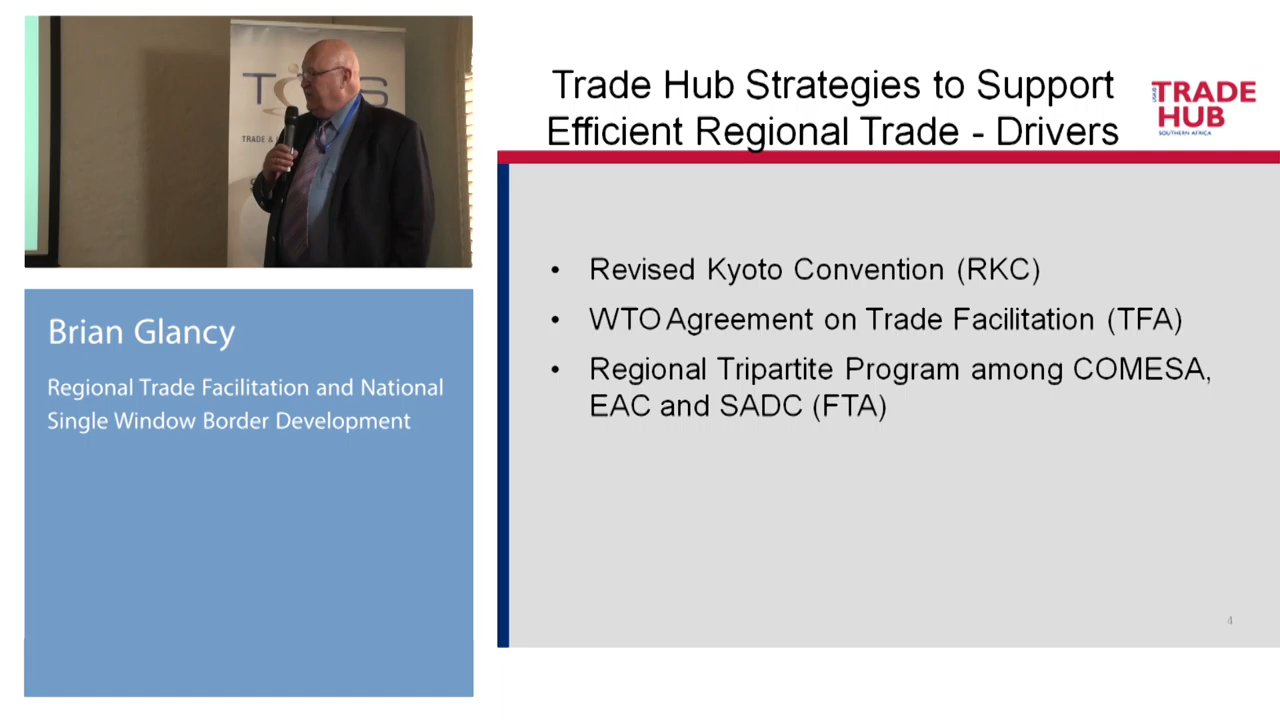 TRADE &
Brian Glancy
Regional Trade Facilitation and National
Single Window Border Development
Trade Hub Strategies to Support
Efficient Regional Trade - Drivers
USAID
TRADE
HUB
SOUTHERN AFRICA
• Revised Kyoto Convention (RKC)
• WTO Agreement on Trade Facilitation (TFA)
• Regional Tripartite Program among COMESA,
EAC and SADC (FTA)
4